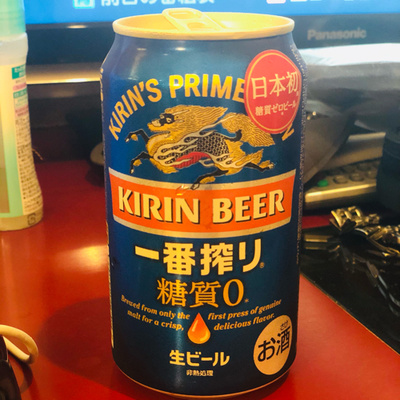 Panasonic
KIRIN'S PRIME
日本初
糖質ゼロビール
KIRIN BEER
一番搾り®
糖質0
Brewed from only the first press of genuine
malt for a crisp, delicious flavor.
生ビール
非熱処理
お酒